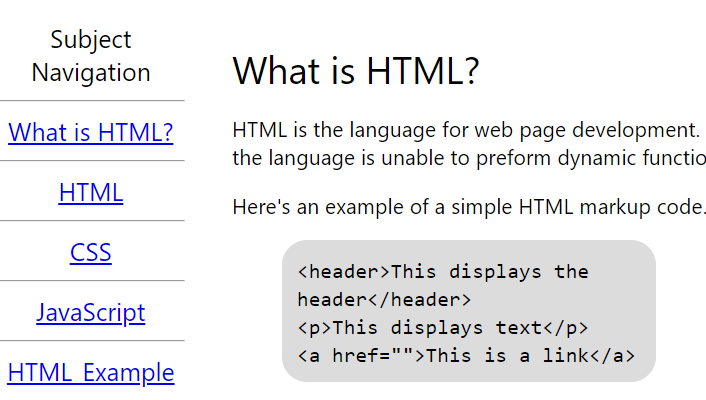 Subject
Navigation
What is HTML?
HTML
CSS
JavaScript
HTML Example
What is HTML?
HTML is the language for web page development.
the language is unable to preform dynamic functio
Here's an example of a simple HTML markup code.
<header>This displays the
header</header>
<p>This displays text</p>
<a href="">This is a link</a>